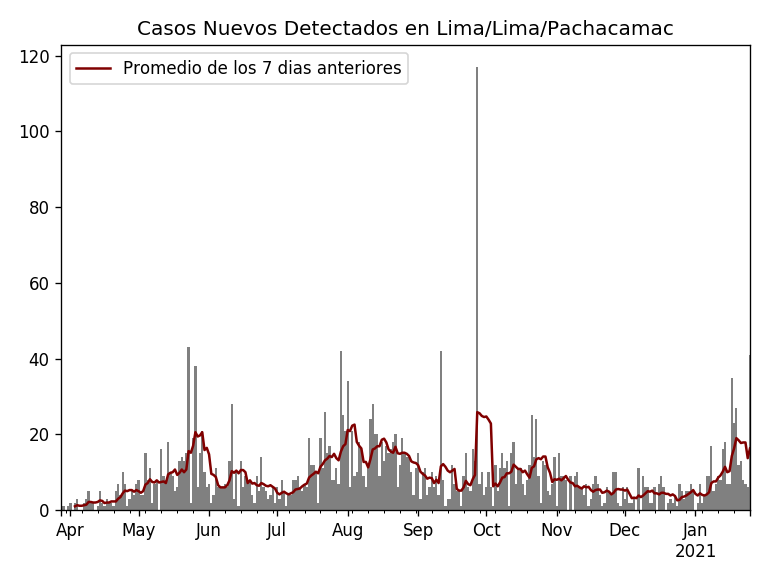 Casos Nuevos Detectados en Lima/Lima/Pachacamac
Promedio de los 7 dias anteriores
120
100
80
60
40
20
0
Apr May Jun Jul Aug Sep Oct Nov Dec Jan
2021